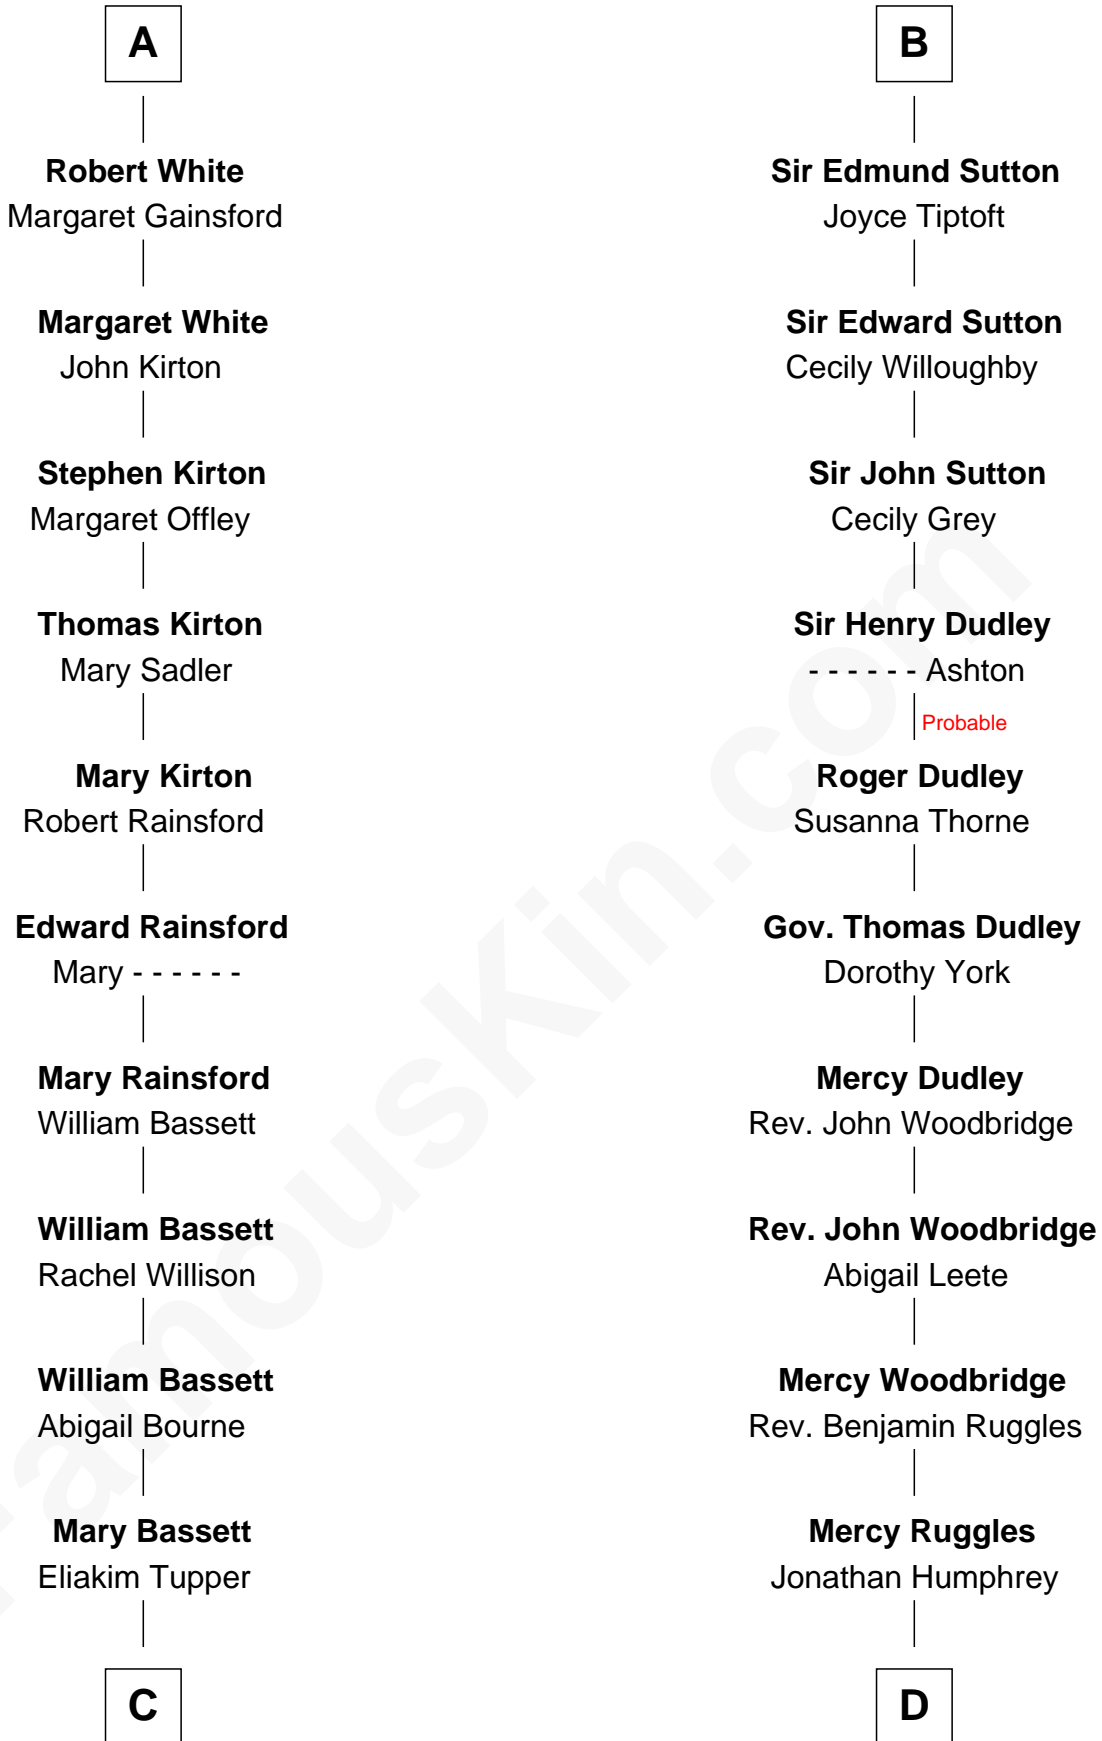 A
Robert White
Margaret Gainsford
Margaret White
John Kirton
Stephen Kirton
Margaret Offley
Thomas Kirton
Mary Sadler
Mary Kirton
Robert Rainsford
Edward Rainsford
Mary - - - - - -
Mary Rainsford
William Bassett
William Bassett
Rachel Willison
William Bassett
Abigail Bourne
Mary Bassett
Eliakim Tupper
C
B
Sir Edmund Sutton
Joyce Tiptoft
Sir Edward Sutton
Cecily Willoughby
Sir John Sutton
Cecily Grey
Sir Henry Dudley
- - - - - - Ashton
Probable
Roger Dudley
Susanna Thorne
Gov. Thomas Dudley
Dorothy York
Mercy Dudley
Rev. John Woodbridge
Rev. John Woodbridge
Abigail Leete
Mercy Woodbridge
Rev. Benjamin Ruggles
Mercy Ruggles
Jonathan Humphrey
D
FamousKin.com